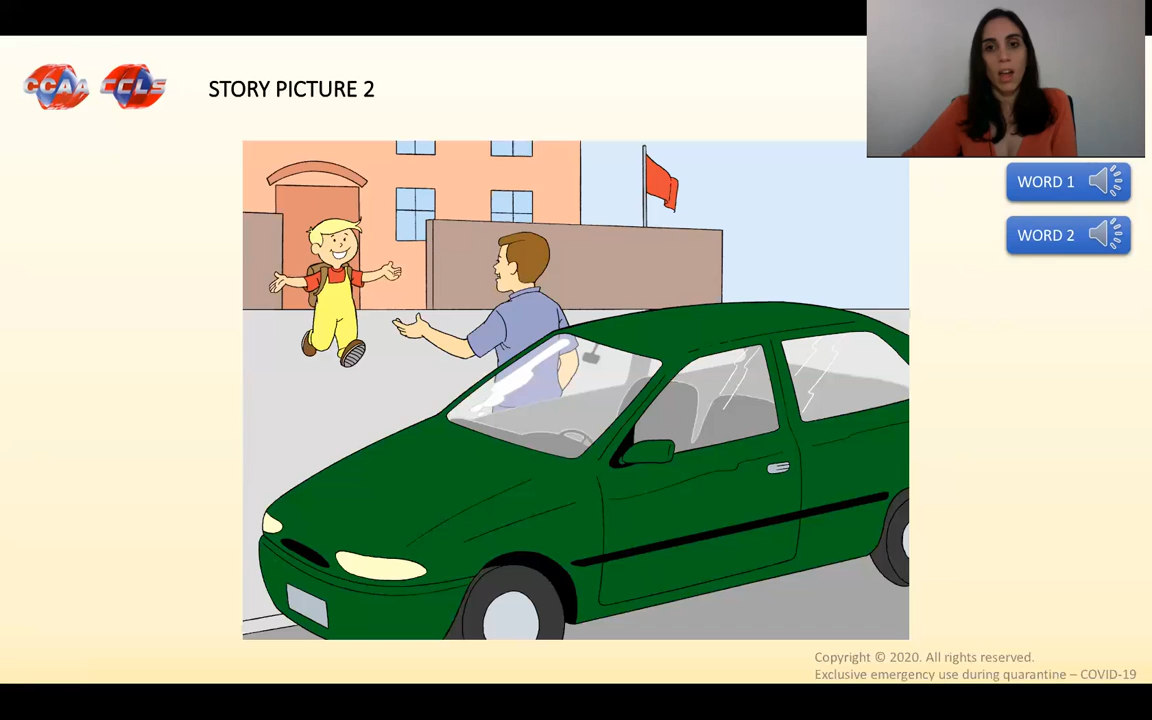 CCAA CCLS
STORY PICTURE 2
WORD 1
WORD 2
Copyright © 2020. All rights reserved.
Exclusive emergency use during quarantine – COVID-19